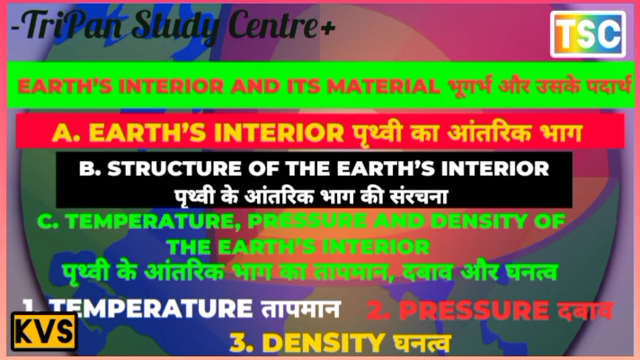 -TriPan Study Centre+
TSC
EARTH'S INTERIOR AND ITS MATERIAL भूगर्भ और उसके पदार्थ
A. EARTH'S INTERIOR पृथ्वी का आंतरिक भाग
B. STRUCTURE OF THE EARTH'S INTERIOR
पृथ्वी के आंतरिक भाग की संरचना
C. TEMPERATURE, PRESSURE AND DENSITY OF
THE EARTH'S INTERIOR
पृथ्वी के आंतरिक भाग का तापमान, दबाव और घनत्व
1. TEMPERATURE तापमान 2. PRESSURE दबाव
KVS
3. DENSITY घनत्व